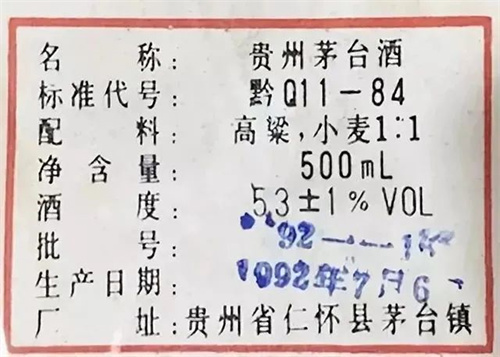 名 称: 贵州茅台酒
标准代号: 黔Q11-84
配 料: 高粱,小麦1:1
净含量: 500mL
酒 度: 53±1%VOL
批 号: 92
生产日期: 1992年7月6
厂 址: 贵州省仁怀县茅台镇